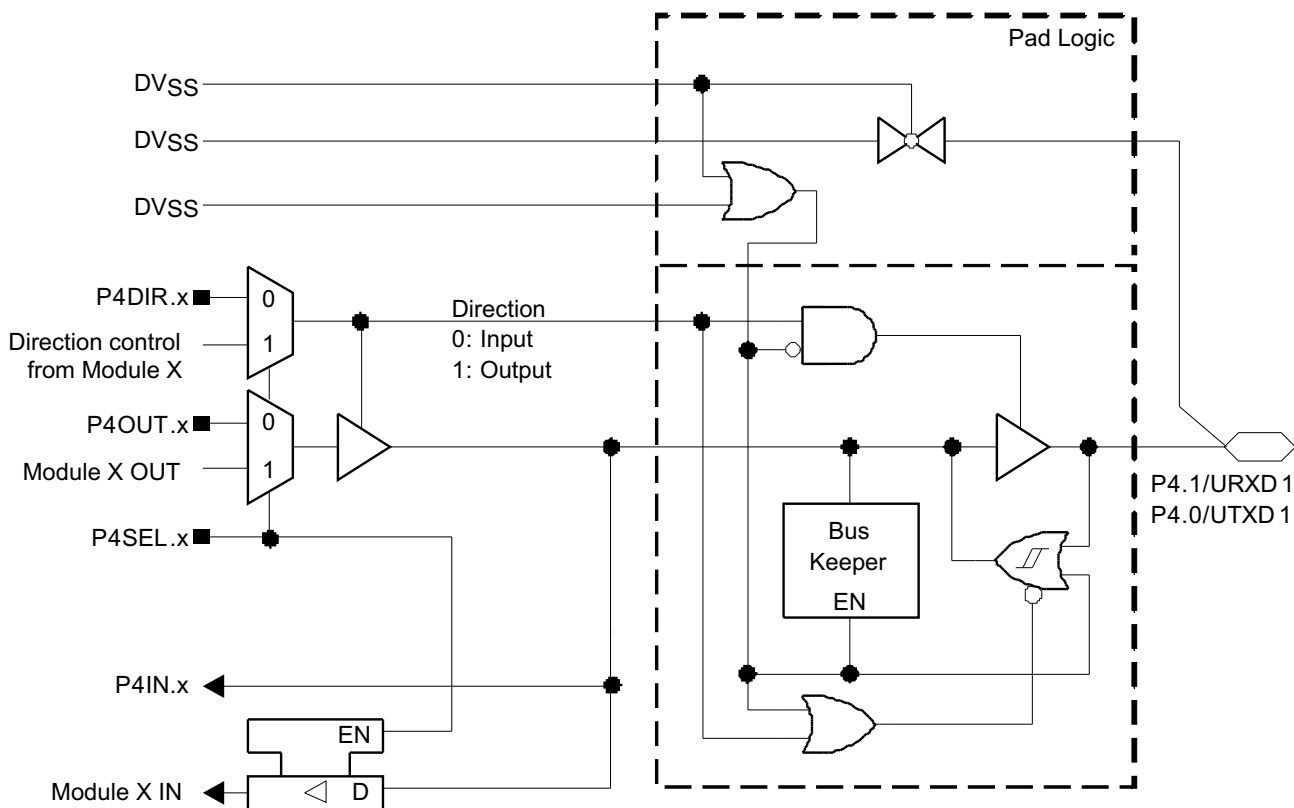 Pad Logic
DVSS
DVSS
DVSS
P4DIR.x
0
1
Direction control
from Module X
Direction
0: Input
1: Output
P4OUT.x
0
1
Module X OUT
P4SEL.x
Bus
Keeper
EN
P4.1/URXD1
P4.0/UTXD1
P4IN.x
EN
Module X IN
D